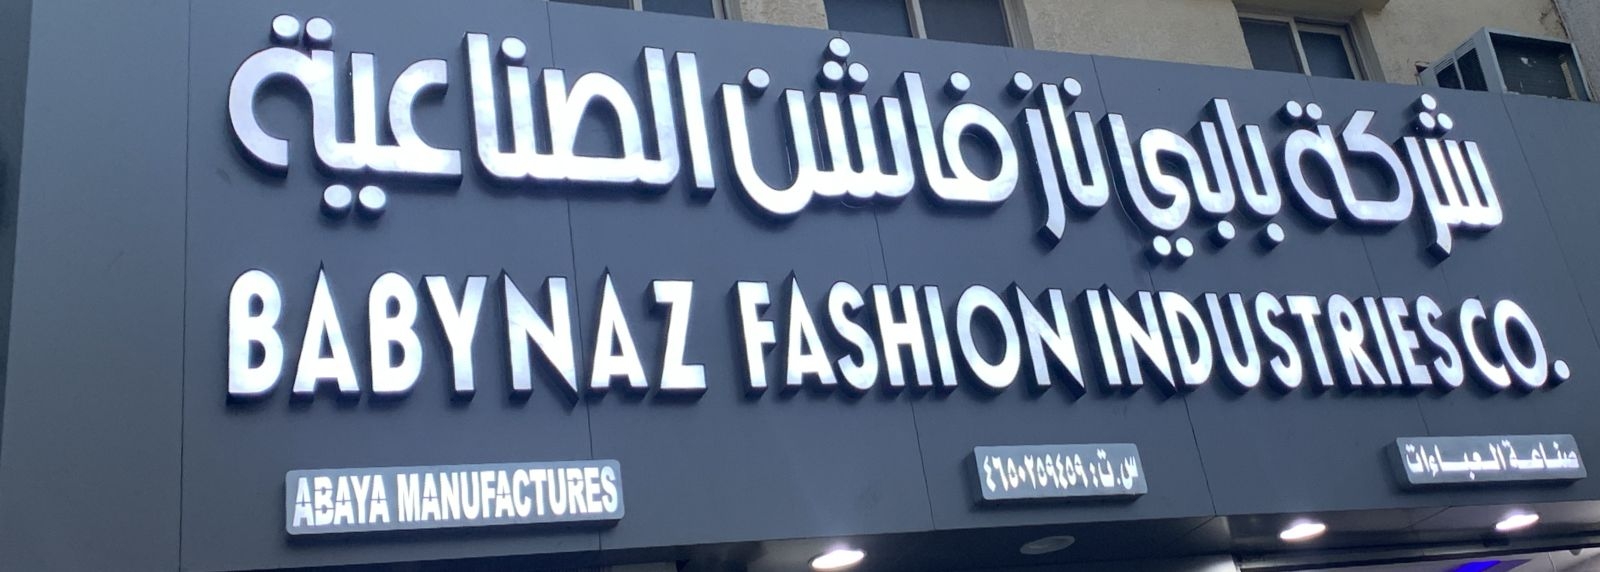 شركة بابي ناز فاشن الصناعية
BABYNAZ FASHION INDUSTRIES CO.
ABAYA MANUFACTURES
س.ت: ٤٦٥٠٢٥٩٤٥٩
صناعة العباءات